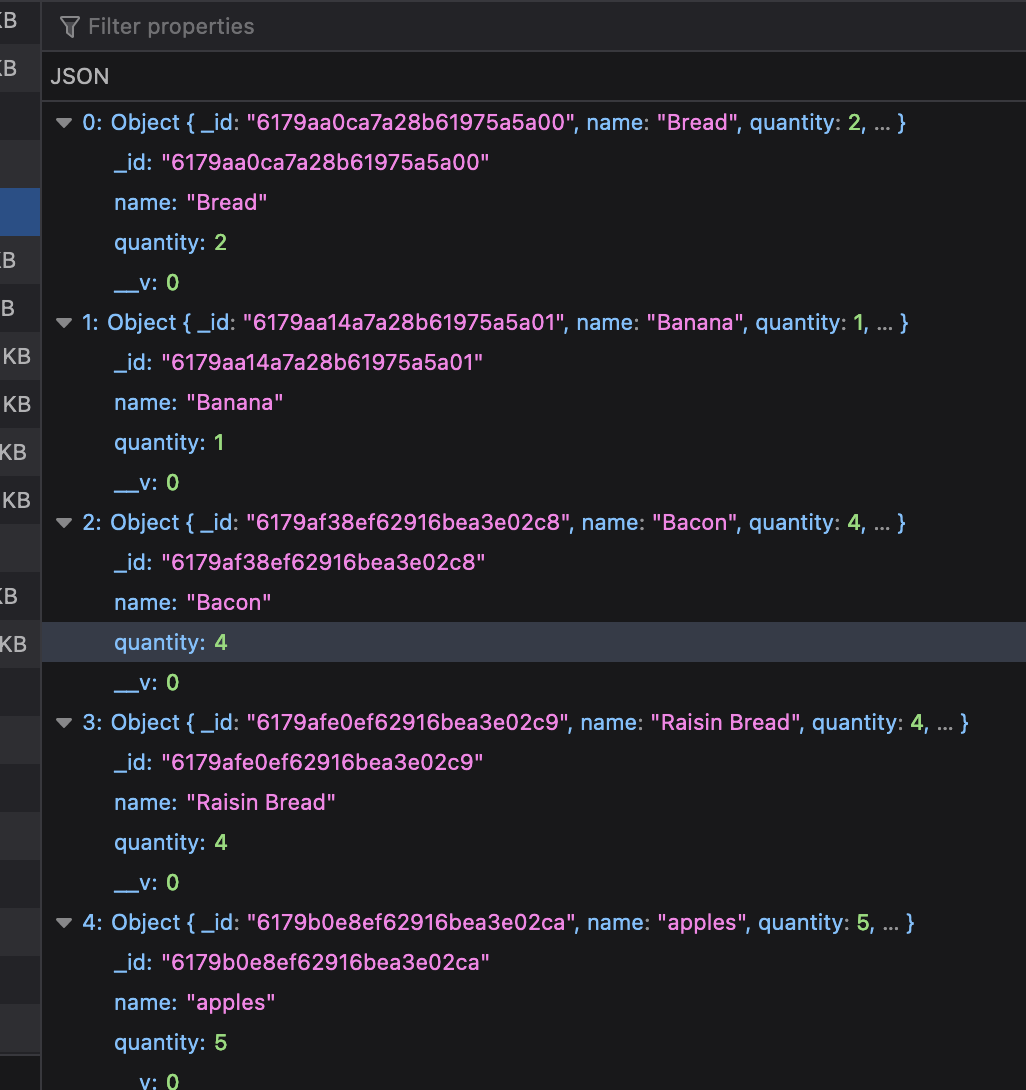 KB
Filter properties
KB
JSON
0: Object { _id: "6179aa0ca7a28b61975a5a00", name: "Bread", quantity: 2, … }
_id: "6179aa0ca7a28b61975a5a00"
name: "Bread"
quantity: 2
KB
__v: 0
B
1: Object { _id: "6179aa14a7a28b61975a5a01", name: "Banana", quantity: 1, … }
KB
_id: "6179aa14a7a28b61975a5a01"
KB
name: "Banana"
KB
quantity: 1
KB
__v: 0
2: Object { _id: "6179af38ef62916bea3e02c8", name: "Bacon", quantity: 4, … }
_id: "6179af38ef62916bea3e02c8"
KB
name: "Bacon"
KB
quantity: 4
__v: 0
3: Object { _id: "6179afe0ef62916bea3e02c9", name: "Raisin Bread", quantity: 4, … }
_id: "6179afe0ef62916bea3e02c9"
name: "Raisin Bread"
quantity: 4
__v: 0
4: Object { _id: "6179b0e8ef62916bea3e02ca", name: "apples", quantity: 5, … }
_id: "6179b0e8ef62916bea3e02ca"
name: "apples"
quantity: 5
__v: 0